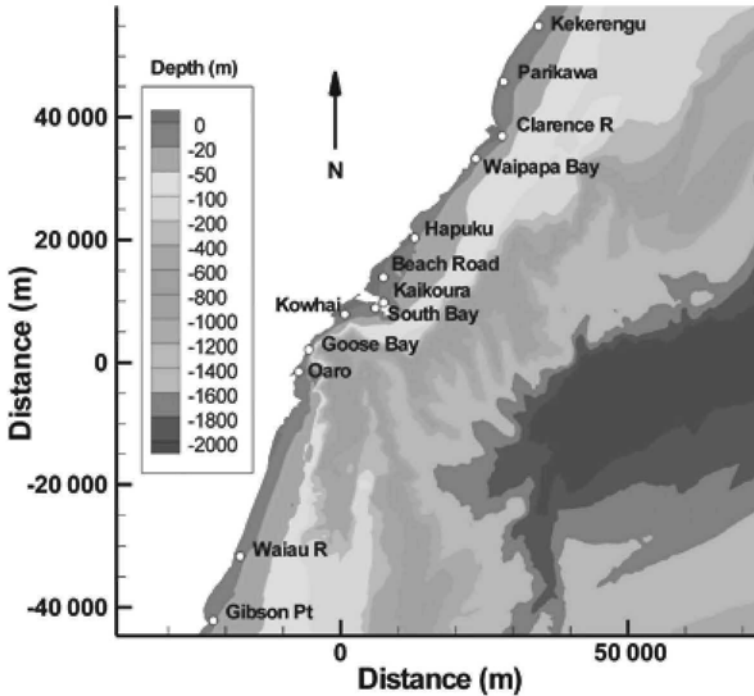 Kekerengu
Depth (m)
Parikawa
0
-20
-50
-100
-200
-400
-600
-800
-1000
-1200
-1400
-1600
-1800
-2000
N
Clarence R
Waipapa Bay
Hapuku
Beach Road
Kaikoura
Kowhai
South Bay
Goose Bay
Oaro
Waiau R
Gibson Pt
40 000
20 000
0
-20 000
-40 000
Distance (m)
0
50 000
Distance (m)